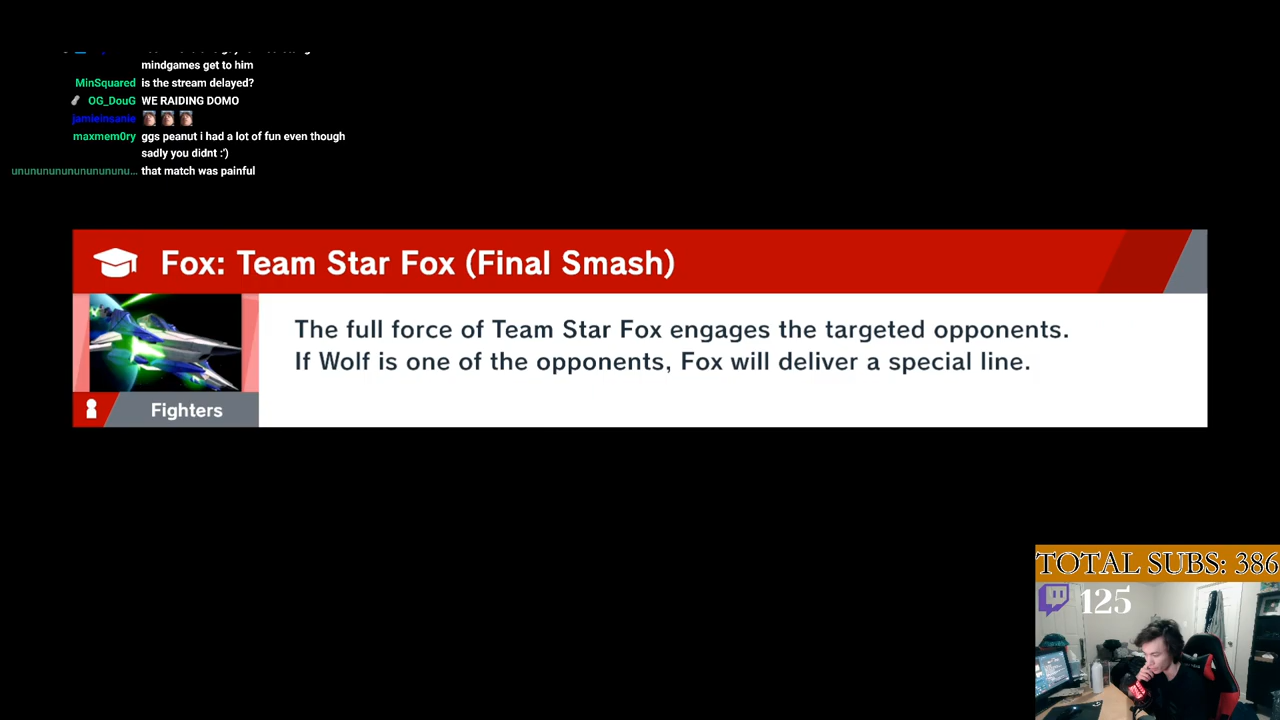 mindgames get to him
MinSquared is the stream delayed?
OG_DouG WE RAIDING DOMO
jamieinsanie
maxmem0ry ggs peanut i had a lot of fun even though
sadly you didnt :')
unununununununununu... that match was painful
Fox: Team Star Fox (Final Smash)
The full force of Team Star Fox engages the targeted opponents.
If Wolf is one of the opponents, Fox will deliver a special line.
Fighters
TOTAL SUBS: 386
125